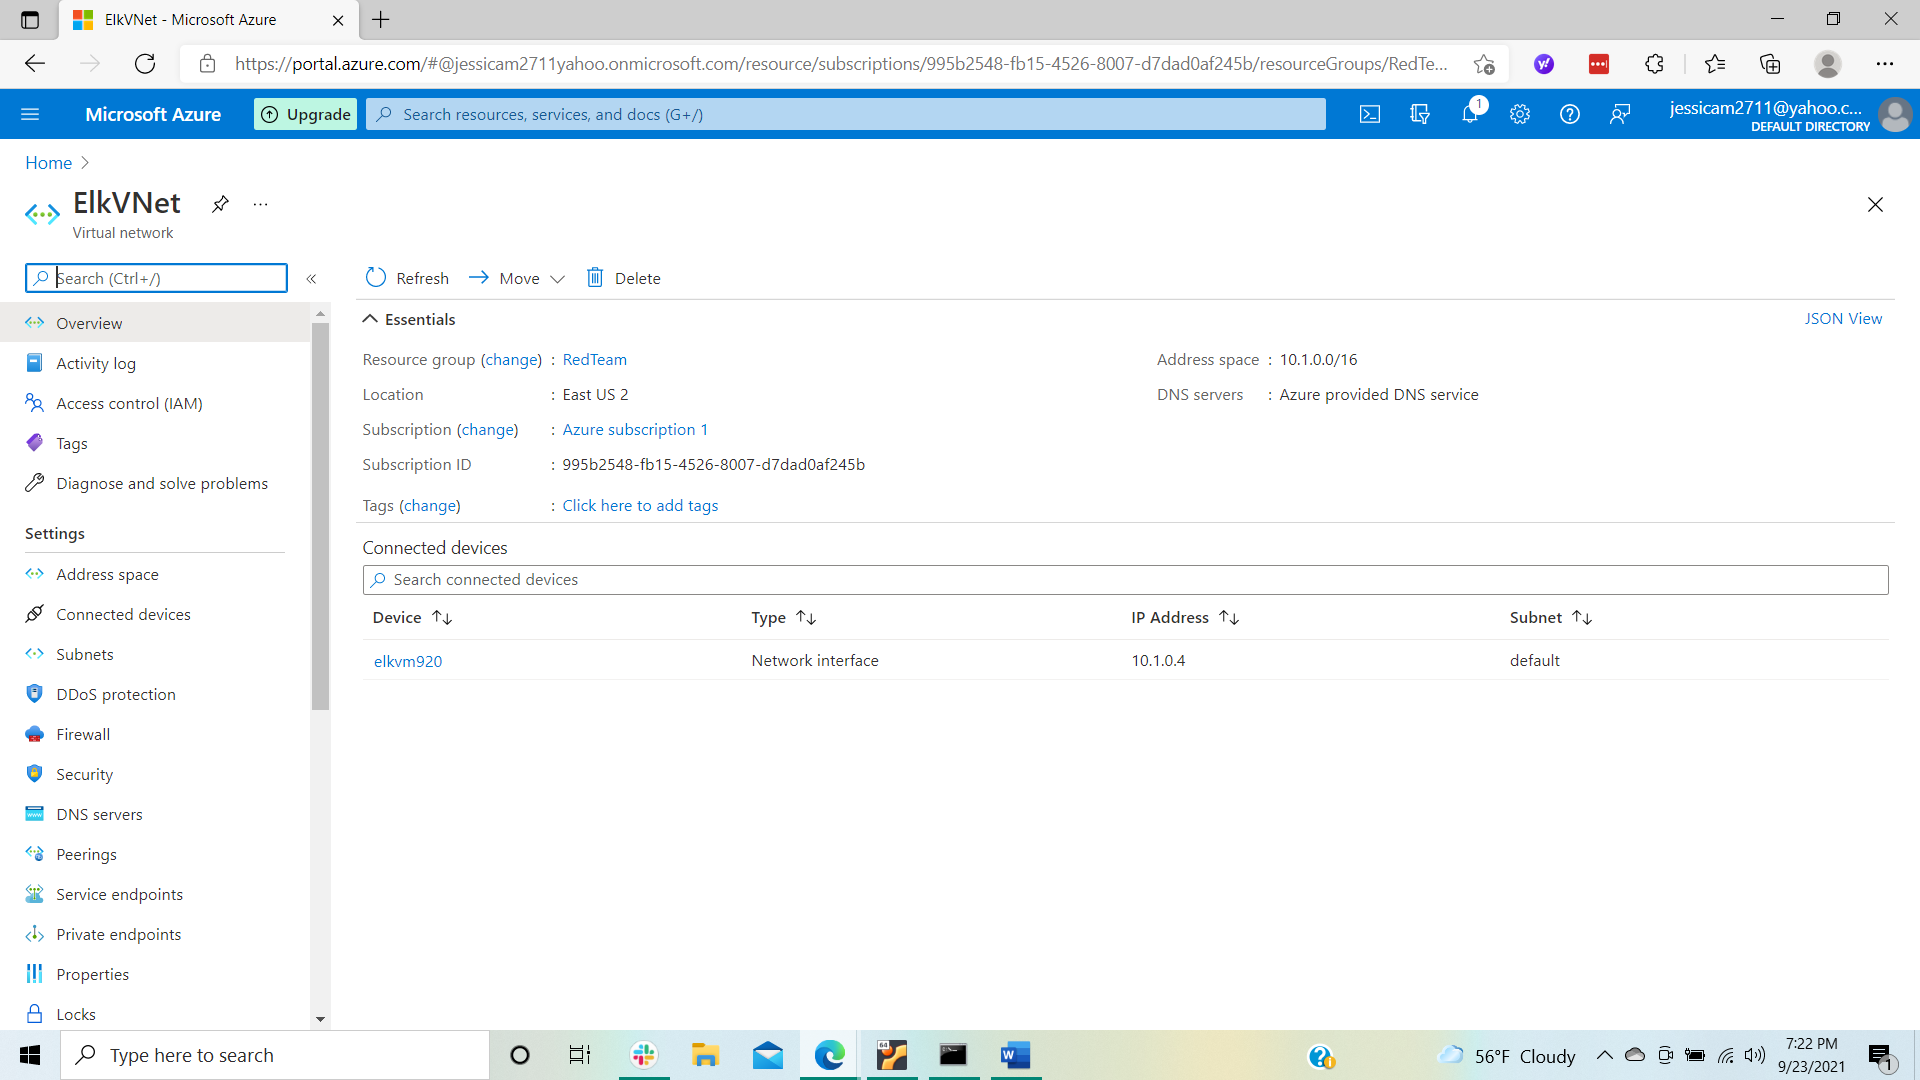 ElkVNet - Microsoft Azure
https://portal.azure.com/#@jessicam2711yahoo.onmicrosoft.com/resource/subscriptions/995b2548-fb15-4526-8007-d7dad0af245b/resourceGroups/RedTe...
Microsoft Azure
Upgrade
Search resources, services, and docs (G+/)
1
jessicam2711@yahoo.c...
DEFAULT DIRECTORY
Home
ElkVNet
...
Virtual network
Search (Ctrl+/)
«
Refresh
Move
Delete
Overview
Activity log
Access control (IAM)
Tags
Diagnose and solve problems
Settings
Address space
Connected devices
Subnets
DDoS protection
Firewall
Security
DNS servers
Peerings
Service endpoints
Private endpoints
Properties
Locks
Essentials
JSON View
Resource group (change) : RedTeam
Location : East US 2
Subscription (change) : Azure subscription 1
Subscription ID : 995b2548-fb15-4526-8007-d7dad0af245b
Tags (change) : Click here to add tags
Address space : 10.1.0.0/16
DNS servers : Azure provided DNS service
Connected devices
Search connected devices
Device Type IP Address Subnet
elkvm920 Network interface 10.1.0.4 default
Type here to search
56°F Cloudy
7:22 PM
9/23/2021
1